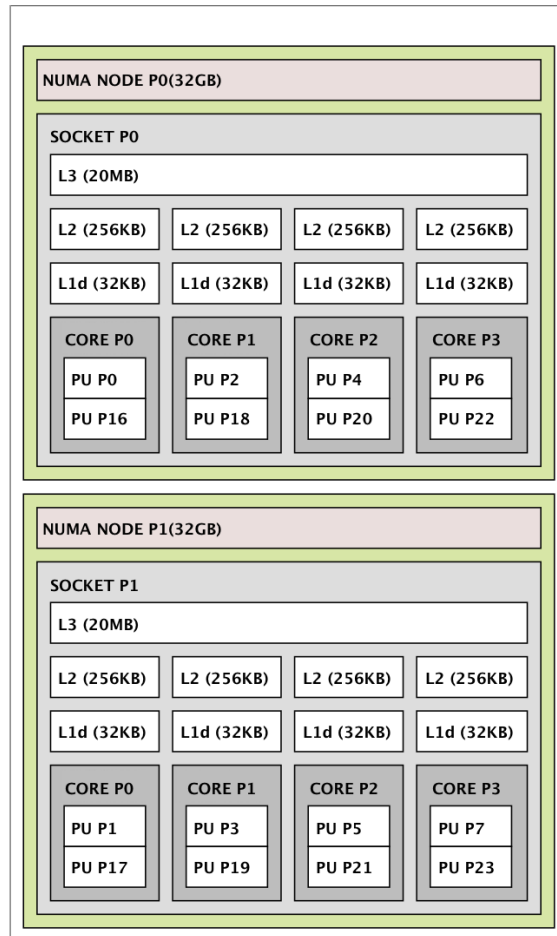 NUMA NODE P0(32GB)
SOCKET P0
L3 (20MB)
L2 (256KB) L2 (256KB) L2 (256KB) L2 (256KB)
L1d (32KB) L1d (32KB) L1d (32KB) L1d (32KB)
CORE P0 CORE P1 CORE P2 CORE P3
PU P0 PU P2 PU P4 PU P6
PU P16 PU P18 PU P20 PU P22
NUMA NODE P1(32GB)
SOCKET P1
L3 (20MB)
L2 (256KB) L2 (256KB) L2 (256KB) L2 (256KB)
L1d (32KB) L1d (32KB) L1d (32KB) L1d (32KB)
CORE P0 CORE P1 CORE P2 CORE P3
PU P1 PU P3 PU P5 PU P7
PU P17 PU P19 PU P21 PU P23